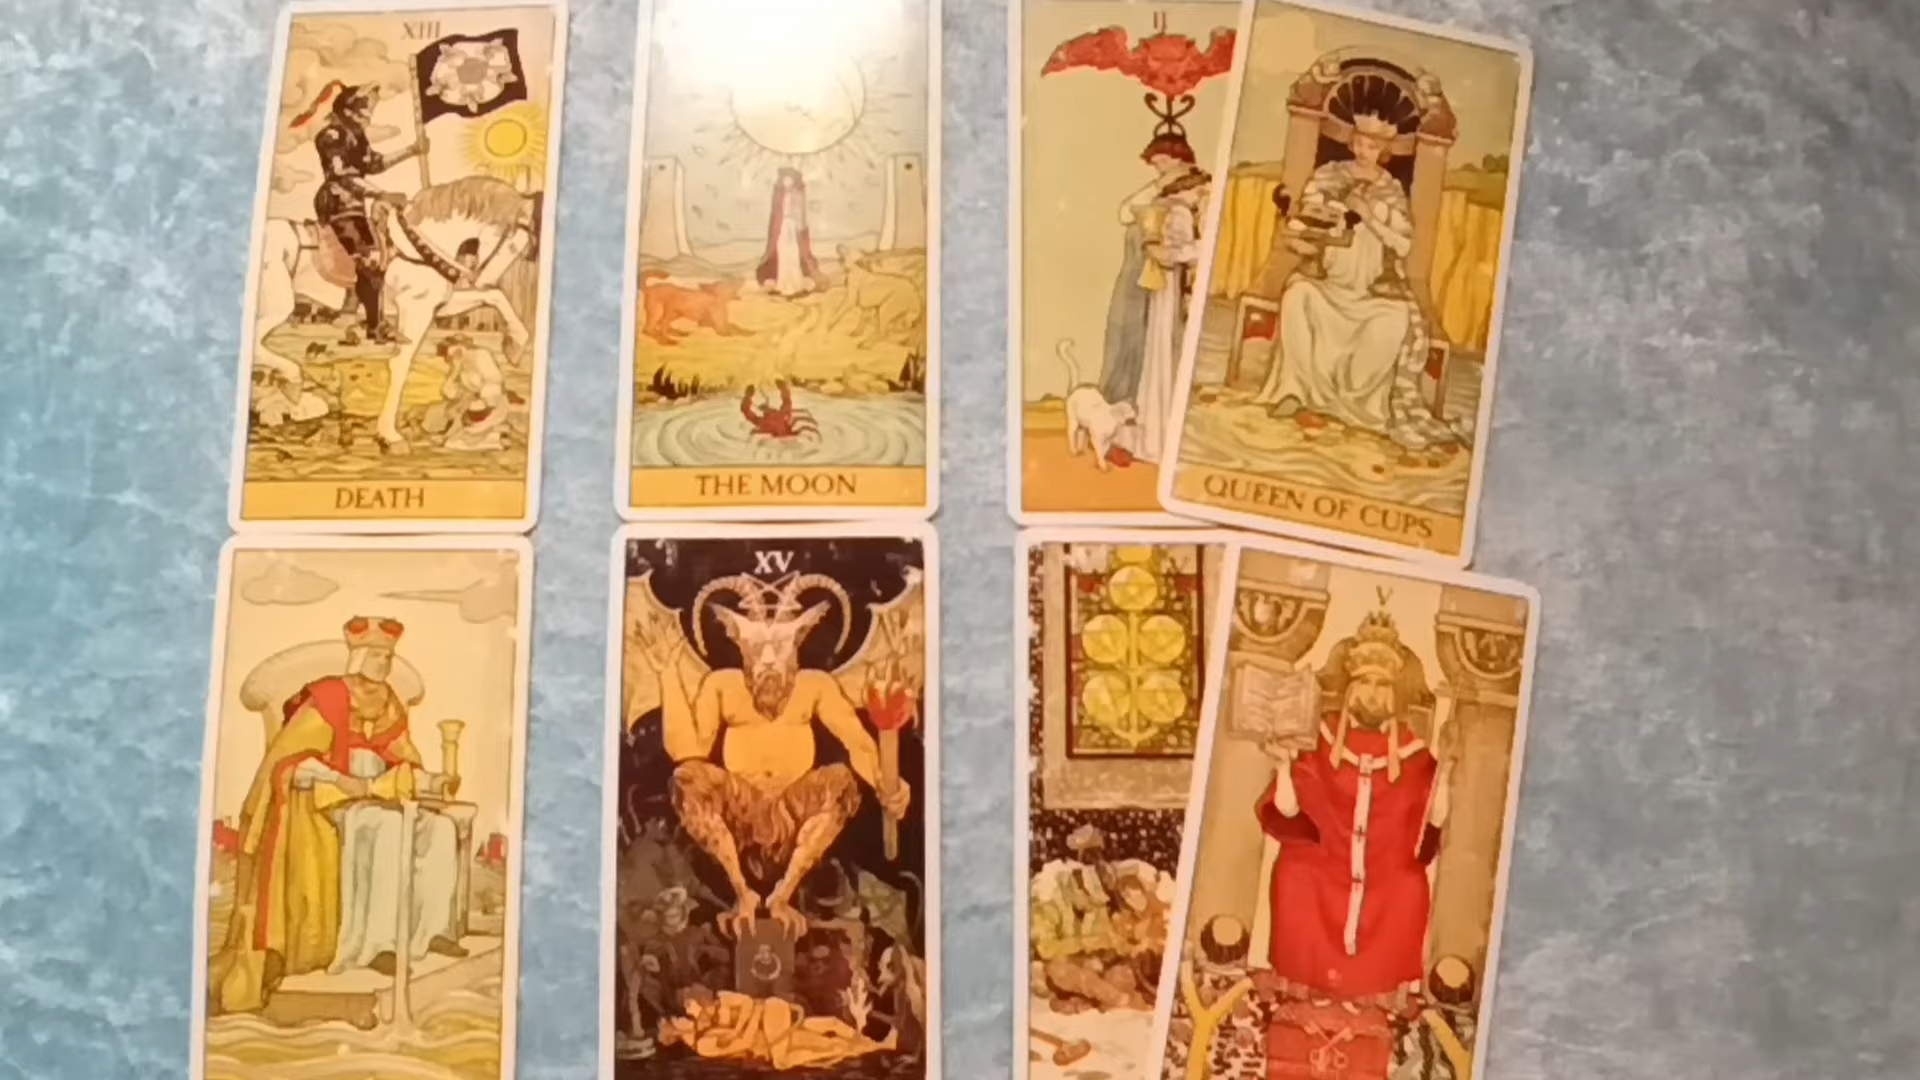 XIII
DEATH
THE MOON
II
QUEEN OF CUPS
XV
V